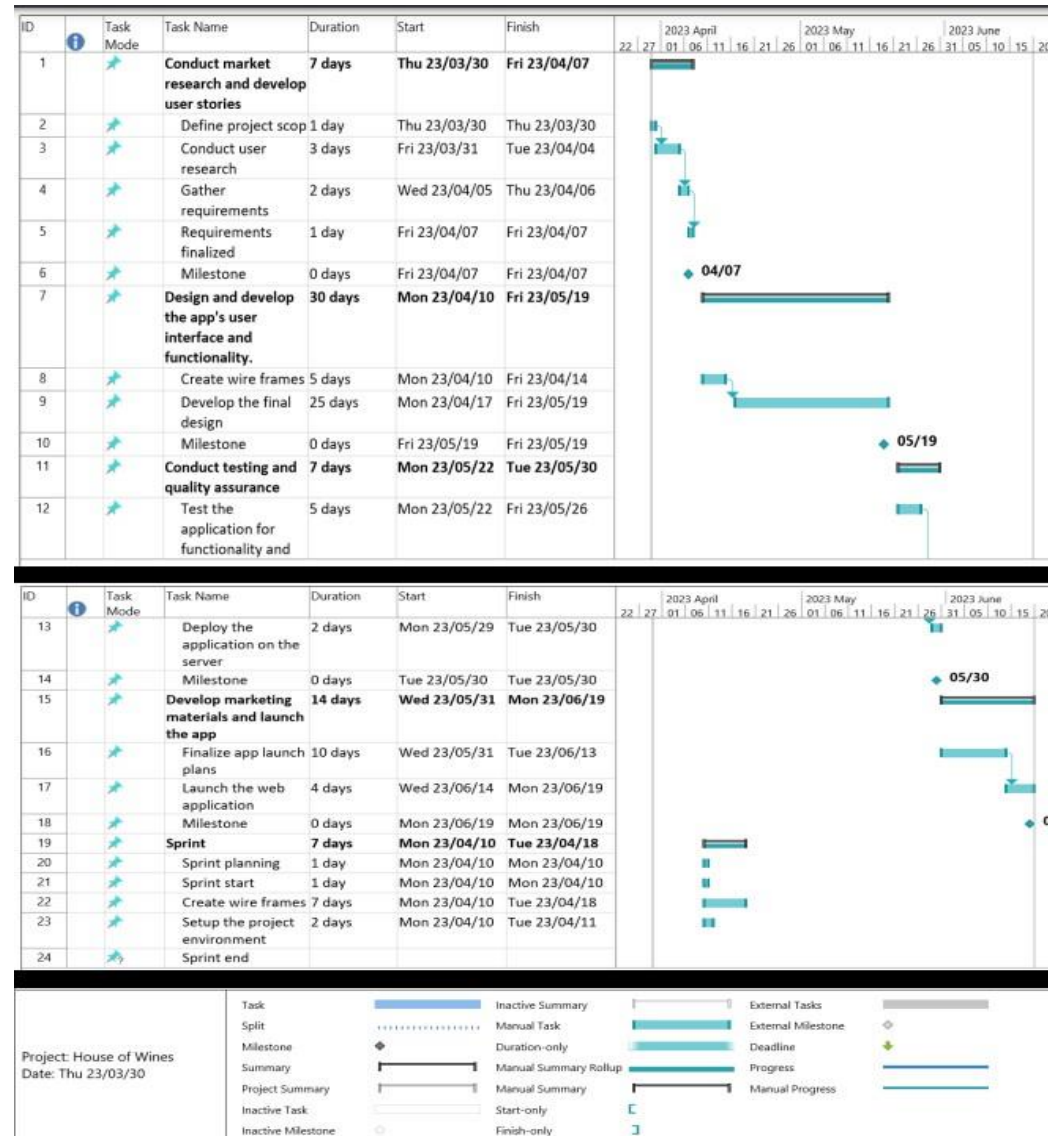 ID Task Mode Task Name Duration Start Finish 2023 April 2023 May 2023 June
22 27 01 06 11 16 21 26 01 06 11 16 21 26 31 05 10 15 20
1 Conduct market research and develop user stories 7 days Thu 23/03/30 Fri 23/04/07
2 Define project scop 1 day Thu 23/03/30 Thu 23/03/30
3 Conduct user research 3 days Fri 23/03/31 Tue 23/04/04
4 Gather requirements 2 days Wed 23/04/05 Thu 23/04/06
5 Requirements finalized 1 day Fri 23/04/07 Fri 23/04/07
6 Milestone 0 days Fri 23/04/07 Fri 23/04/07 04/07
7 Design and develop the app's user interface and functionality. 30 days Mon 23/04/10 Fri 23/05/19
8 Create wire frames 5 days Mon 23/04/10 Fri 23/04/14
9 Develop the final design 25 days Mon 23/04/17 Fri 23/05/19
10 Milestone 0 days Fri 23/05/19 Fri 23/05/19 05/19
11 Conduct testing and quality assurance 7 days Mon 23/05/22 Tue 23/05/30
12 Test the application for functionality and 5 days Mon 23/05/22 Fri 23/05/26
ID Task Mode Task Name Duration Start Finish 2023 April 2023 May 2023 June
22 27 01 06 11 16 21 26 01 06 11 16 21 26 31 05 10 15 20
13 Deploy the application on the server 2 days Mon 23/05/29 Tue 23/05/30
14 Milestone 0 days Tue 23/05/30 Tue 23/05/30 05/30
15 Develop marketing materials and launch the app 14 days Wed 23/05/31 Mon 23/06/19
16 Finalize app launch plans 10 days Wed 23/05/31 Tue 23/06/13
17 Launch the web application 4 days Wed 23/06/14 Mon 23/06/19
18 Milestone 0 days Mon 23/06/19 Mon 23/06/19
19 Sprint 7 days Mon 23/04/10 Tue 23/04/18
20 Sprint planning 1 day Mon 23/04/10 Mon 23/04/10
21 Sprint start 1 day Mon 23/04/10 Mon 23/04/10
22 Create wire frames 7 days Mon 23/04/10 Tue 23/04/18
23 Setup the project environment 2 days Mon 23/04/10 Tue 23/04/11
24 Sprint end
Project: House of Wines
Date: Thu 23/03/30
Task Inactive Summary External Tasks
Split Manual Task External Milestone
Milestone Duration-only Deadline
Summary Manual Summary Rollup Progress
Project Summary Manual Summary Manual Progress
Inactive Task Start-only
Inactive Milestone Finish-only